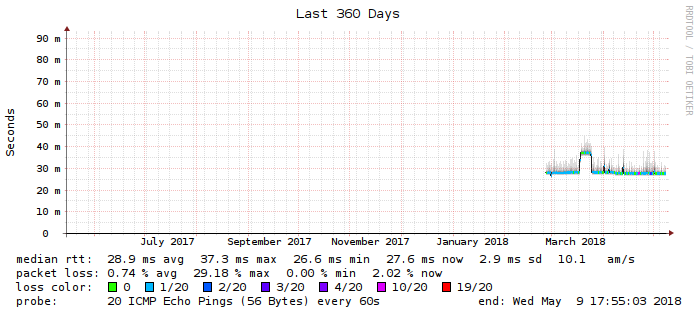 Last 360 Days
RRDTOOL / TOBI OETIKER
Seconds
90 m
80 m
70 m
60 m
50 m
40 m
30 m
20 m
10 m
0
July 2017 September 2017 November 2017 January 2018 March 2018
median rtt: 28.9 ms avg 37.3 ms max 26.6 ms min 27.6 ms now 2.9 ms sd 10.1 am/s
packet loss: 0.74 % avg 29.18 % max 0.00 % min 2.02 % now
loss color: 0 1/20 2/20 3/20 4/20 10/20 19/20
probe: 20 ICMP Echo Pings (56 Bytes) every 60s end: Wed May 9 17:55:03 2018